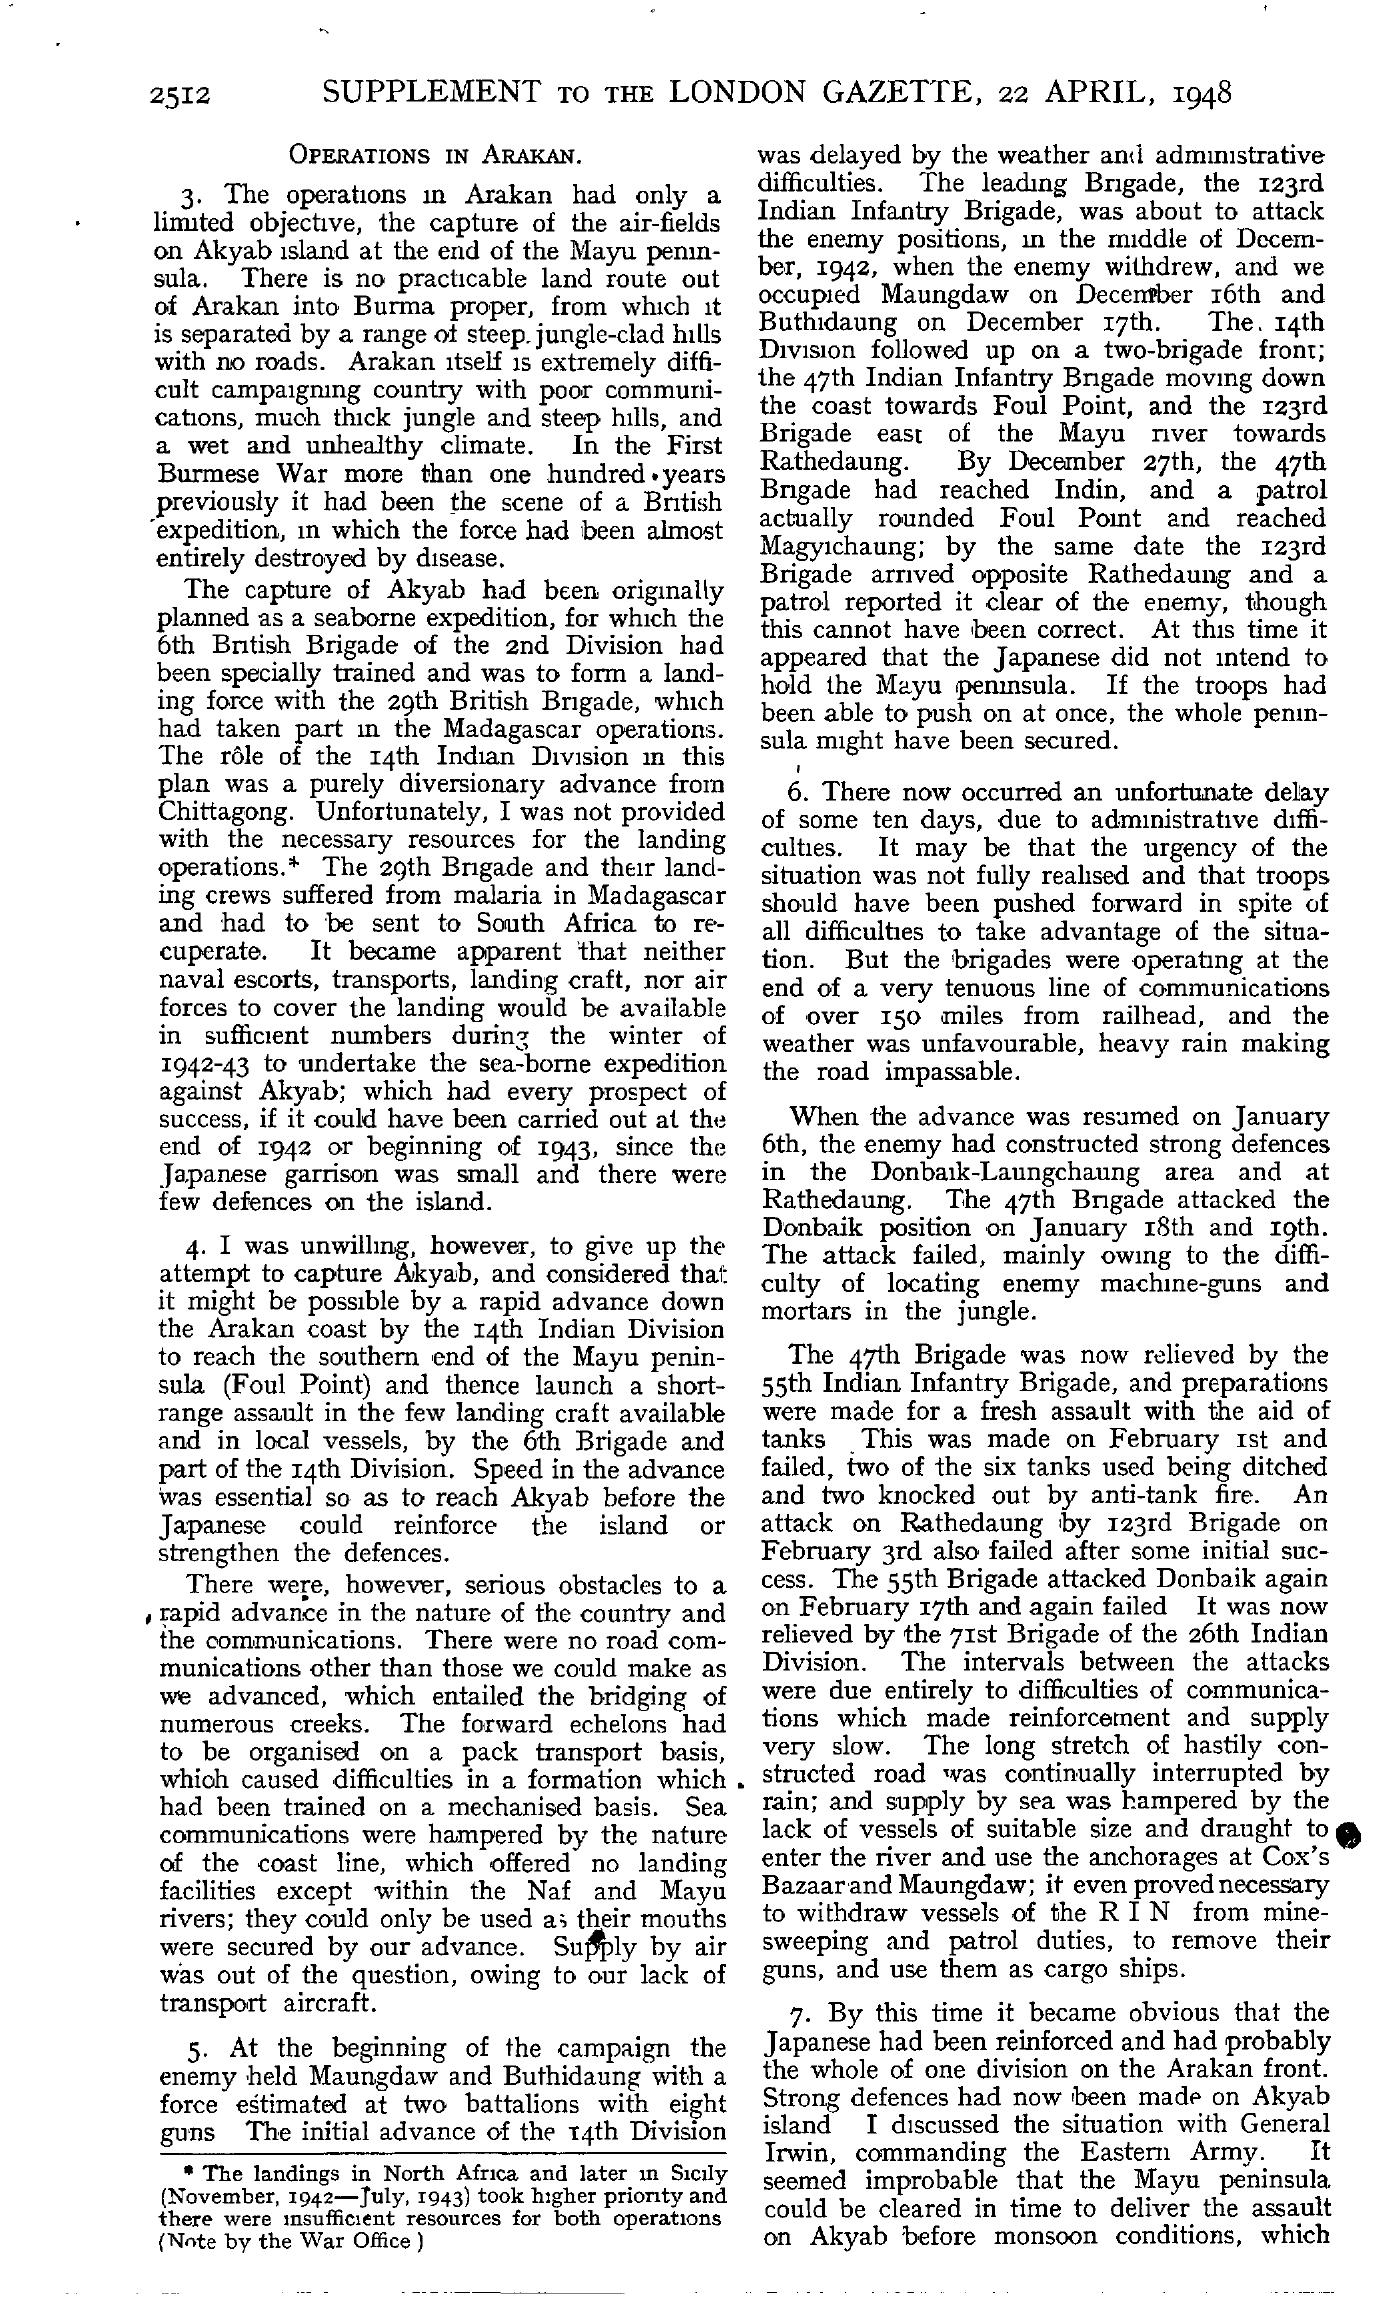 2512 SUPPLEMENT TO THE LONDON GAZETTE, 22 APRIL, 1948
OPERATIONS IN ARAKAN.
3. The operations in Arakan had only a
limited objective, the capture of the air-fields
on Akyab island at the end of the Mayu penin-
sula. There is no practicable land route out
of Arakan into Burma proper, from which it
is separated by a range of steep jungle-clad hills
with no roads. Arakan itself is extremely diffi-
cult campaigning country with poor communi-
cations, much thick jungle and steep hills, and
a wet and unhealthy climate. In the First
Burmese War more than one hundred years
previously it had been the scene of a British
expedition, in which the force had been almost
entirely destroyed by disease.
The capture of Akyab had been originally
planned as a seaborne expedition, for which the
6th British Brigade of the 2nd Division had
been specially trained and was to form a land-
ing force with the 29th British Brigade, which
had taken part in the Madagascar operations.
The rôle of the 14th Indian Division in this
plan was a purely diversionary advance from
Chittagong. Unfortunately, I was not provided
with the necessary resources for the landing
operations.* The 29th Brigade and their land-
ing crews suffered from malaria in Madagascar
and had to be sent to South Africa to re-
cuperate. It became apparent that neither
naval escorts, transports, landing craft, nor air
forces to cover the landing would be available
in sufficient numbers during the winter of
1942-43 to undertake the sea-borne expedition
against Akyab; which had every prospect of
success, if it could have been carried out at the
end of 1942 or beginning of 1943, since the
Japanese garrison was small and there were
few defences on the island.
4. I was unwilling, however, to give up the
attempt to capture Akyab, and considered that
it might be possible by a rapid advance down
the Arakan coast by the 14th Indian Division
to reach the southern end of the Mayu penin-
sula (Foul Point) and thence launch a short-
range assault in the few landing craft available
and in local vessels, by the 6th Brigade and
part of the 14th Division. Speed in the advance
was essential so as to reach Akyab before the
Japanese could reinforce the island or
strengthen the defences.
There were, however, serious obstacles to a
rapid advance in the nature of the country and
the communications. There were no road com-
munications other than those we could make as
we advanced, which entailed the bridging of
numerous creeks. The forward echelons had
to be organised on a pack transport basis,
which caused difficulties in a formation which
had been trained on a mechanised basis. Sea
communications were hampered by the nature
of the coast line, which offered no landing
facilities except within the Naf and Mayu
rivers; they could only be used as their mouths
were secured by our advance. Supply by air
was out of the question, owing to our lack of
transport aircraft.
5. At the beginning of the campaign the
enemy held Maungdaw and Buthidaung with a
force estimated at two battalions with eight
guns The initial advance of the 14th Division
* The landings in North Africa and later in Sicily
(November, 1942—July, 1943) took higher priority and
there were insufficient resources for both operations
(Note by the War Office )
was delayed by the weather and administrative
difficulties. The leading Brigade, the 123rd
Indian Infantry Brigade, was about to attack
the enemy positions, in the middle of Decem-
ber, 1942, when the enemy withdrew, and we
occupied Maungdaw on December 16th and
Buthidaung on December 17th. The 14th
Division followed up on a two-brigade front;
the 47th Indian Infantry Brigade moving down
the coast towards Foul Point, and the 123rd
Brigade east of the Mayu river towards
Rathedaung. By December 27th, the 47th
Brigade had reached Indin, and a patrol
actually rounded Foul Point and reached
Magyichaung; by the same date the 123rd
Brigade arrived opposite Rathedaung and a
patrol reported it clear of the enemy, though
this cannot have been correct. At this time it
appeared that the Japanese did not intend to
hold the Mayu peninsula. If the troops had
been able to push on at once, the whole penin-
sula might have been secured.
6. There now occurred an unfortunate delay
of some ten days, due to administrative diffi-
culties. It may be that the urgency of the
situation was not fully realised and that troops
should have been pushed forward in spite of
all difficulties to take advantage of the situa-
tion. But the brigades were operating at the
end of a very tenuous line of communications
of over 150 miles from railhead, and the
weather was unfavourable, heavy rain making
the road impassable.
When the advance was resumed on January
6th, the enemy had constructed strong defences
in the Donbaik-Laungchaung area and at
Rathedaung. The 47th Brigade attacked the
Donbaik position on January 18th and 19th.
The attack failed, mainly owing to the diffi-
culty of locating enemy machine-guns and
mortars in the jungle.
The 47th Brigade was now relieved by the
55th Indian Infantry Brigade, and preparations
were made for a fresh assault with the aid of
tanks This was made on February 1st and
failed, two of the six tanks used being ditched
and two knocked out by anti-tank fire. An
attack on Rathedaung by 123rd Brigade on
February 3rd also failed after some initial suc-
cess. The 55th Brigade attacked Donbaik again
on February 17th and again failed It was now
relieved by the 71st Brigade of the 26th Indian
Division. The intervals between the attacks
were due entirely to difficulties of communica-
tions which made reinforcement and supply
very slow. The long stretch of hastily con-
structed road was continually interrupted by
rain; and supply by sea was hampered by the
lack of vessels of suitable size and draught to
enter the river and use the anchorages at Cox's
Bazaar and Maungdaw; it even proved necessary
to withdraw vessels of the R I N from mine-
sweeping and patrol duties, to remove their
guns, and use them as cargo ships.
7. By this time it became obvious that the
Japanese had been reinforced and had probably
the whole of one division on the Arakan front.
Strong defences had now been made on Akyab
island I discussed the situation with General
Irwin, commanding the Eastern Army. It
seemed improbable that the Mayu peninsula
could be cleared in time to deliver the assault
on Akyab before monsoon conditions, which